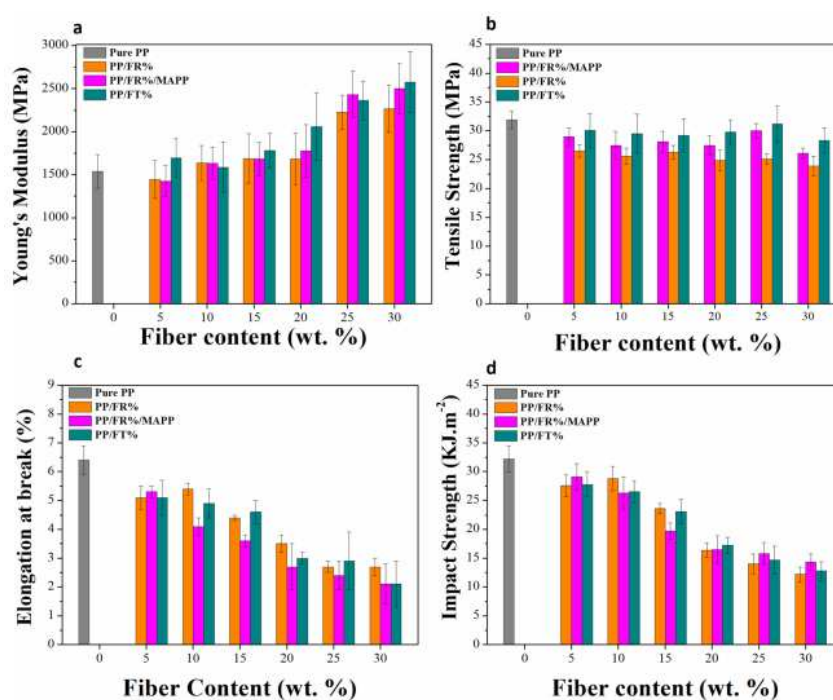 a
Young's Modulus (MPa)
3000
2500
2000
1500
1000
500
0
Pure PP
PP/FR%
PP/FR%/MAPP
PP/FT%
0 5 10 15 20 25 30
Fiber content (wt. %)
b
Tensile Strength (MPa)
45
40
35
30
25
20
15
10
5
0
Pure PP
PP/FR%/MAPP
PP/FR%
PP/FT%
0 5 10 15 20 25 30
Fiber content (wt. %)
c
Elongation at break (%)
9
8
7
6
5
4
3
2
1
0
Pure PP
PP/FR%
PP/FR%/MAPP
PP/FT%
0 5 10 15 20 25 30
Fiber Content (wt. %)
d
Impact Strength (KJ.m-2)
45
40
35
30
25
20
15
10
5
0
Pure PP
PP/FR%
PP/FR%/MAPP
PP/FT%
0 5 10 15 20 25 30
Fiber content (wt. %)